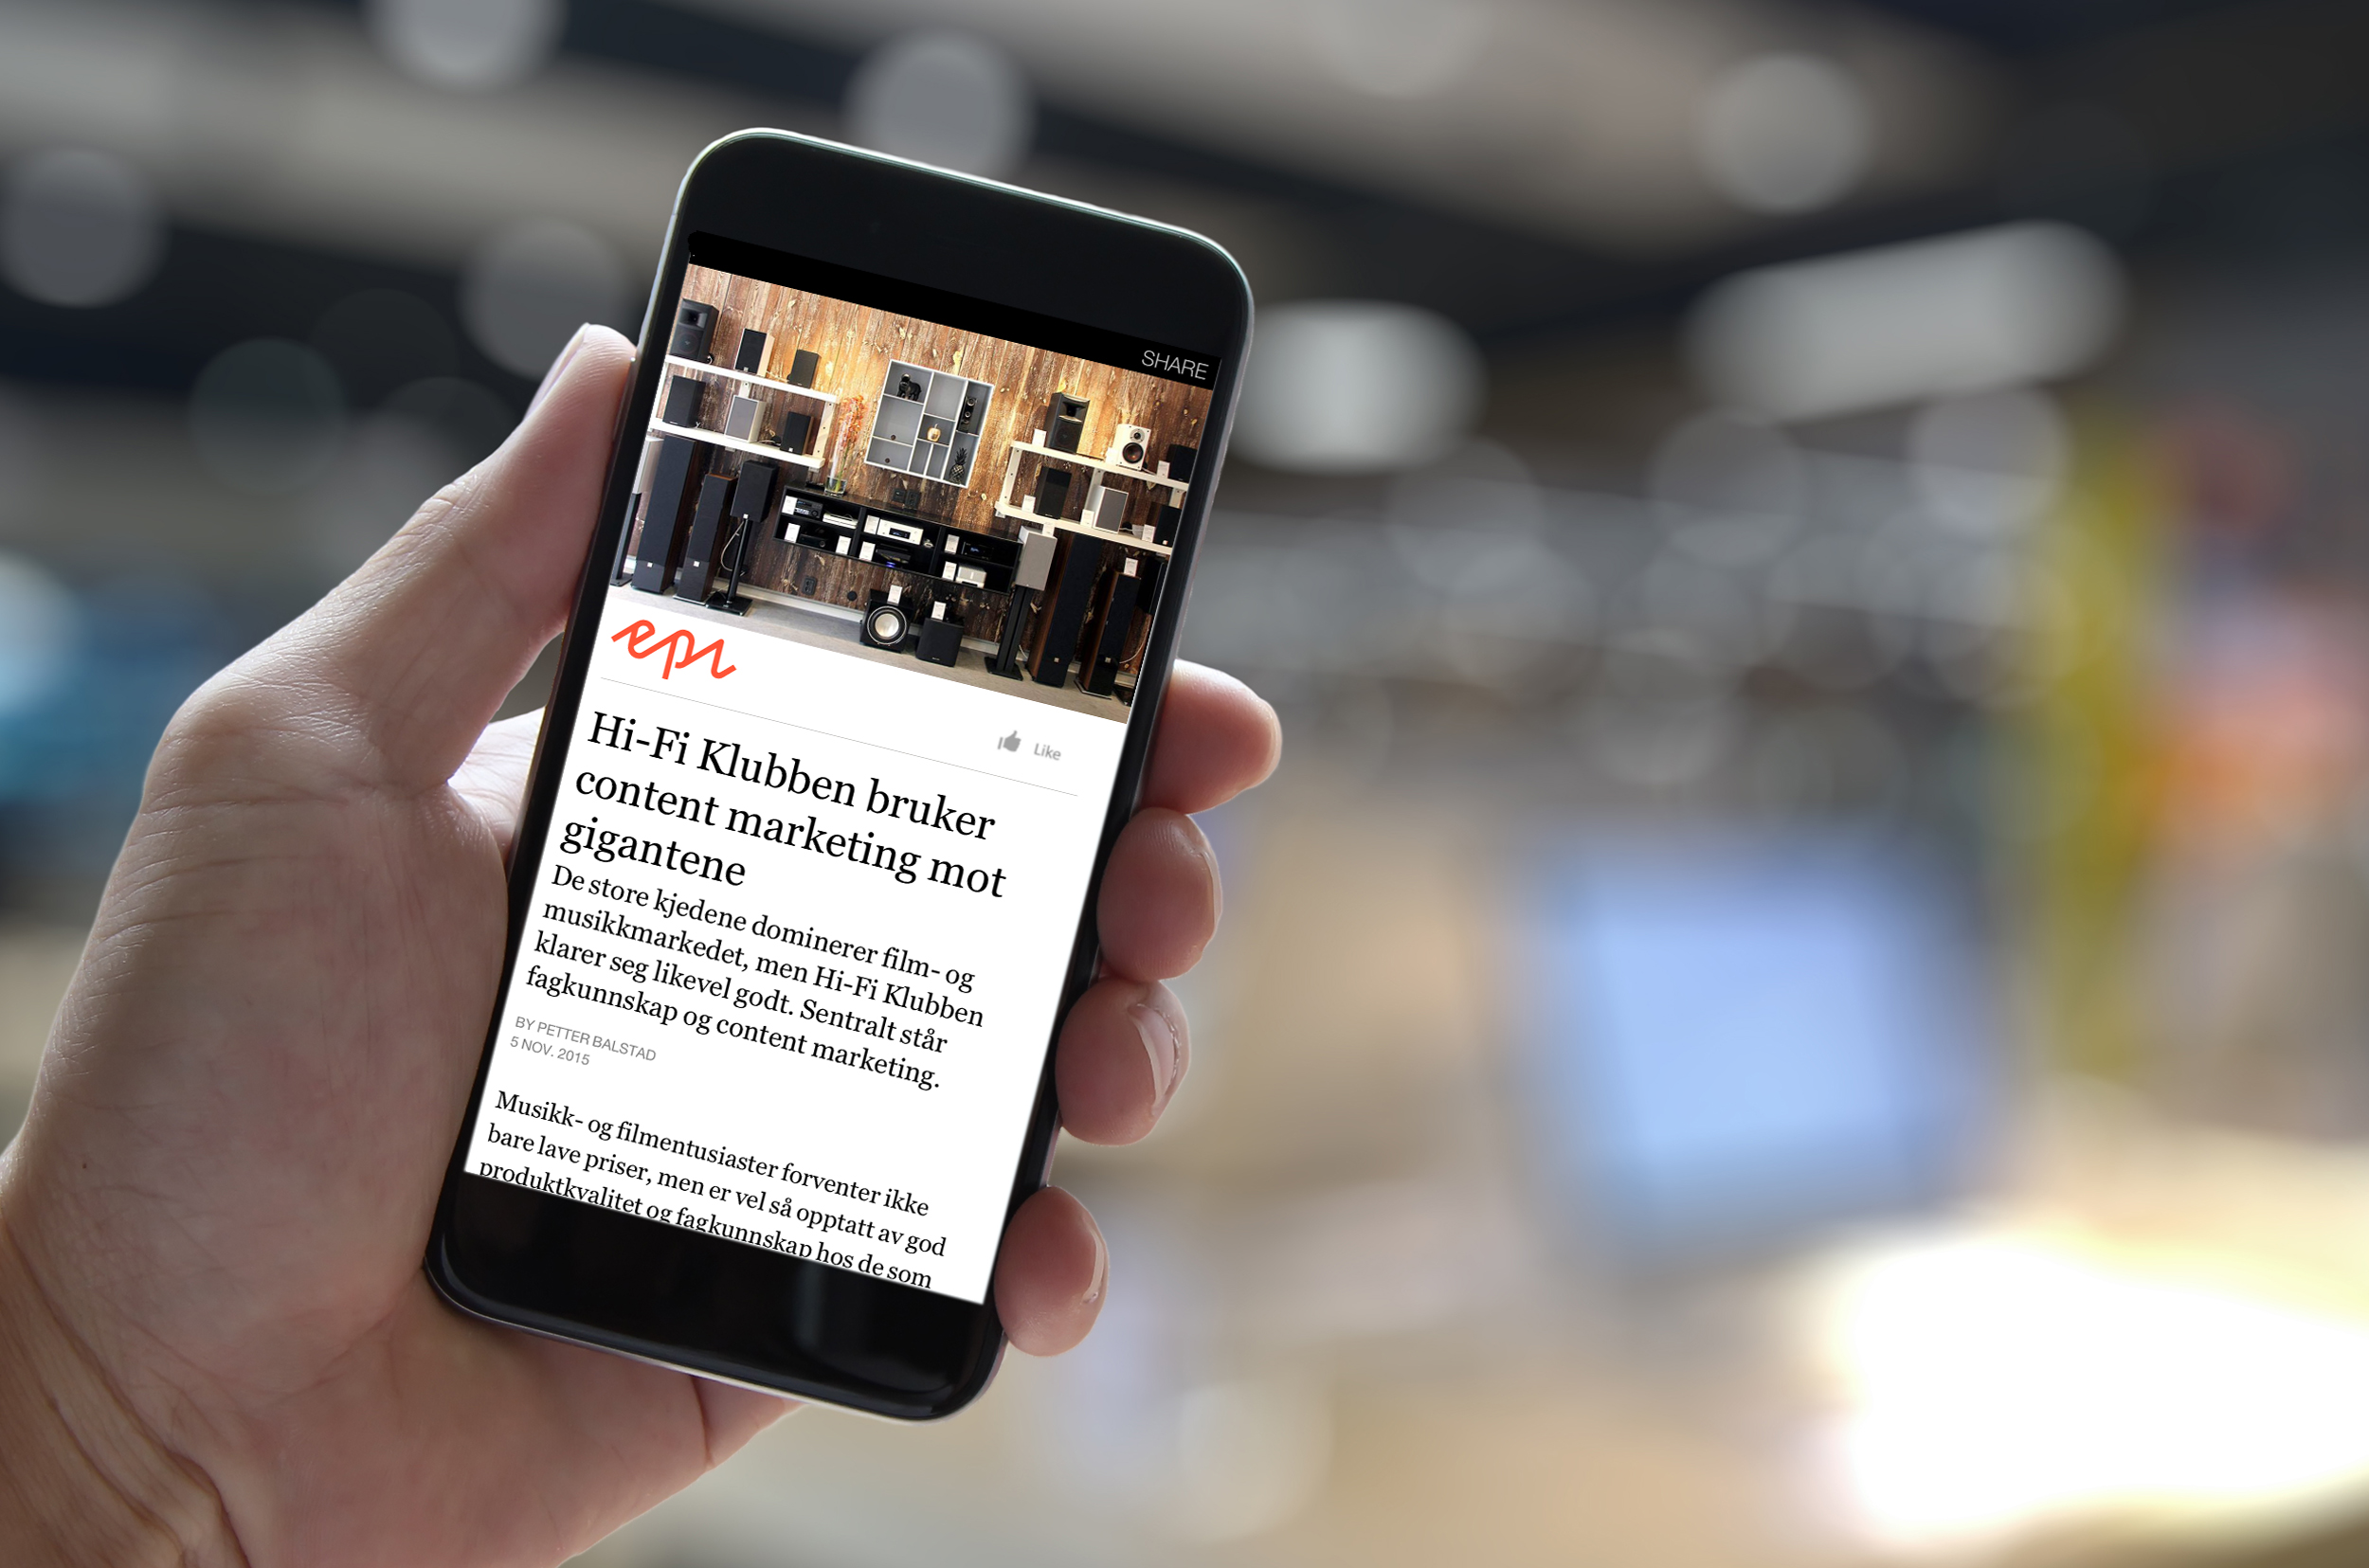 SHARE
epi
Like
Hi-Fi Klubben bruker
content marketing mot
gigantene
De store kjedene dominerer film- og
musikkmarkedet, men Hi-Fi Klubben
klarer seg likevel godt. Sentralt står
fagkunnskap og content marketing.
BY PETTER BALSTAD
5 NOV. 2015
Musikk- og filmentusiaster forventer ikke
bare lave priser, men er vel så opptatt av god
produktkvalitet og fagkunnskap hos de som